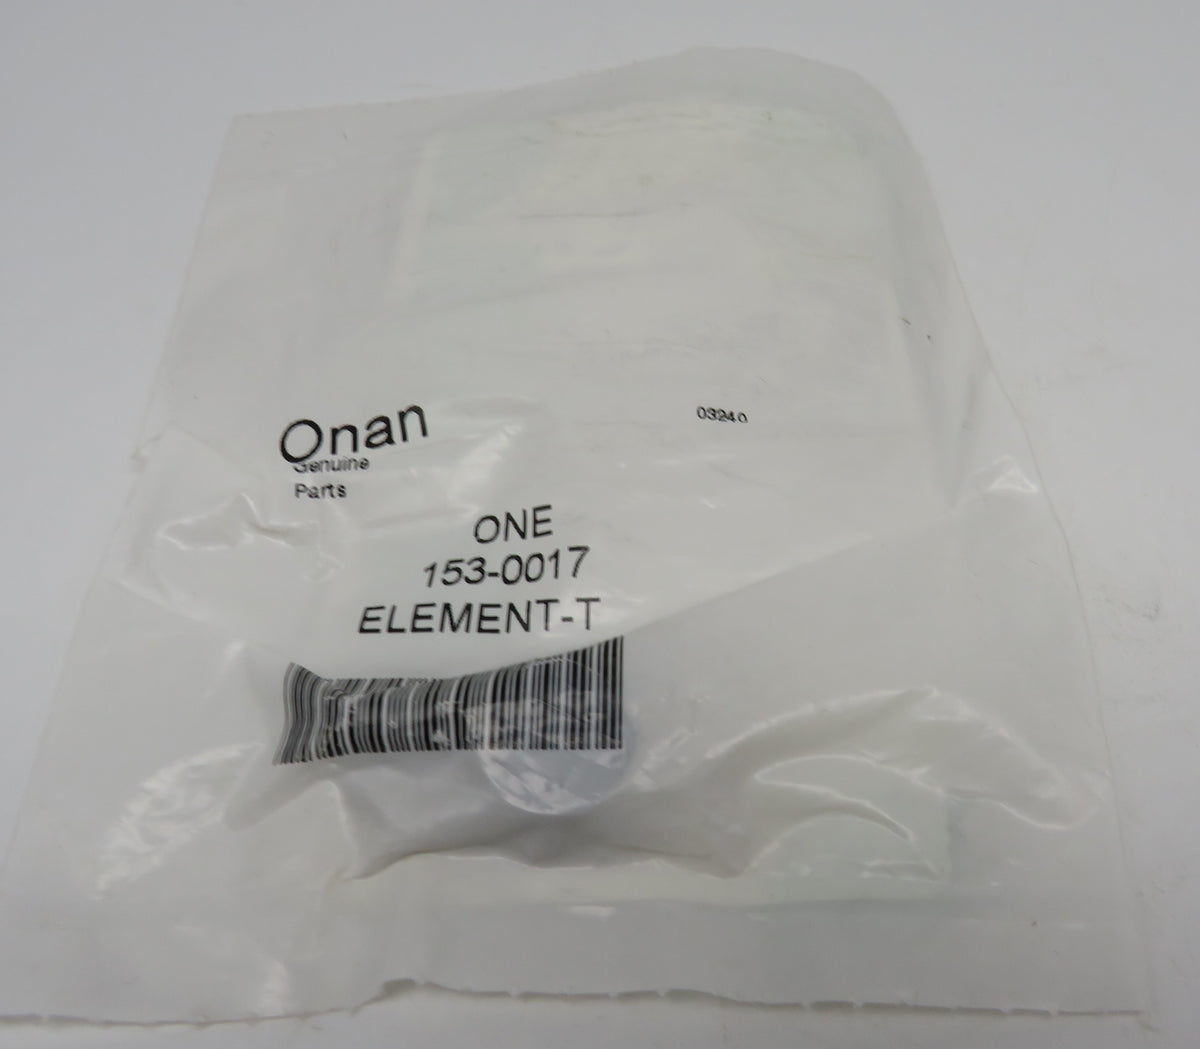 Onan
03240
Genuine
Parts
ONE
153-0017
ELEMENT-T